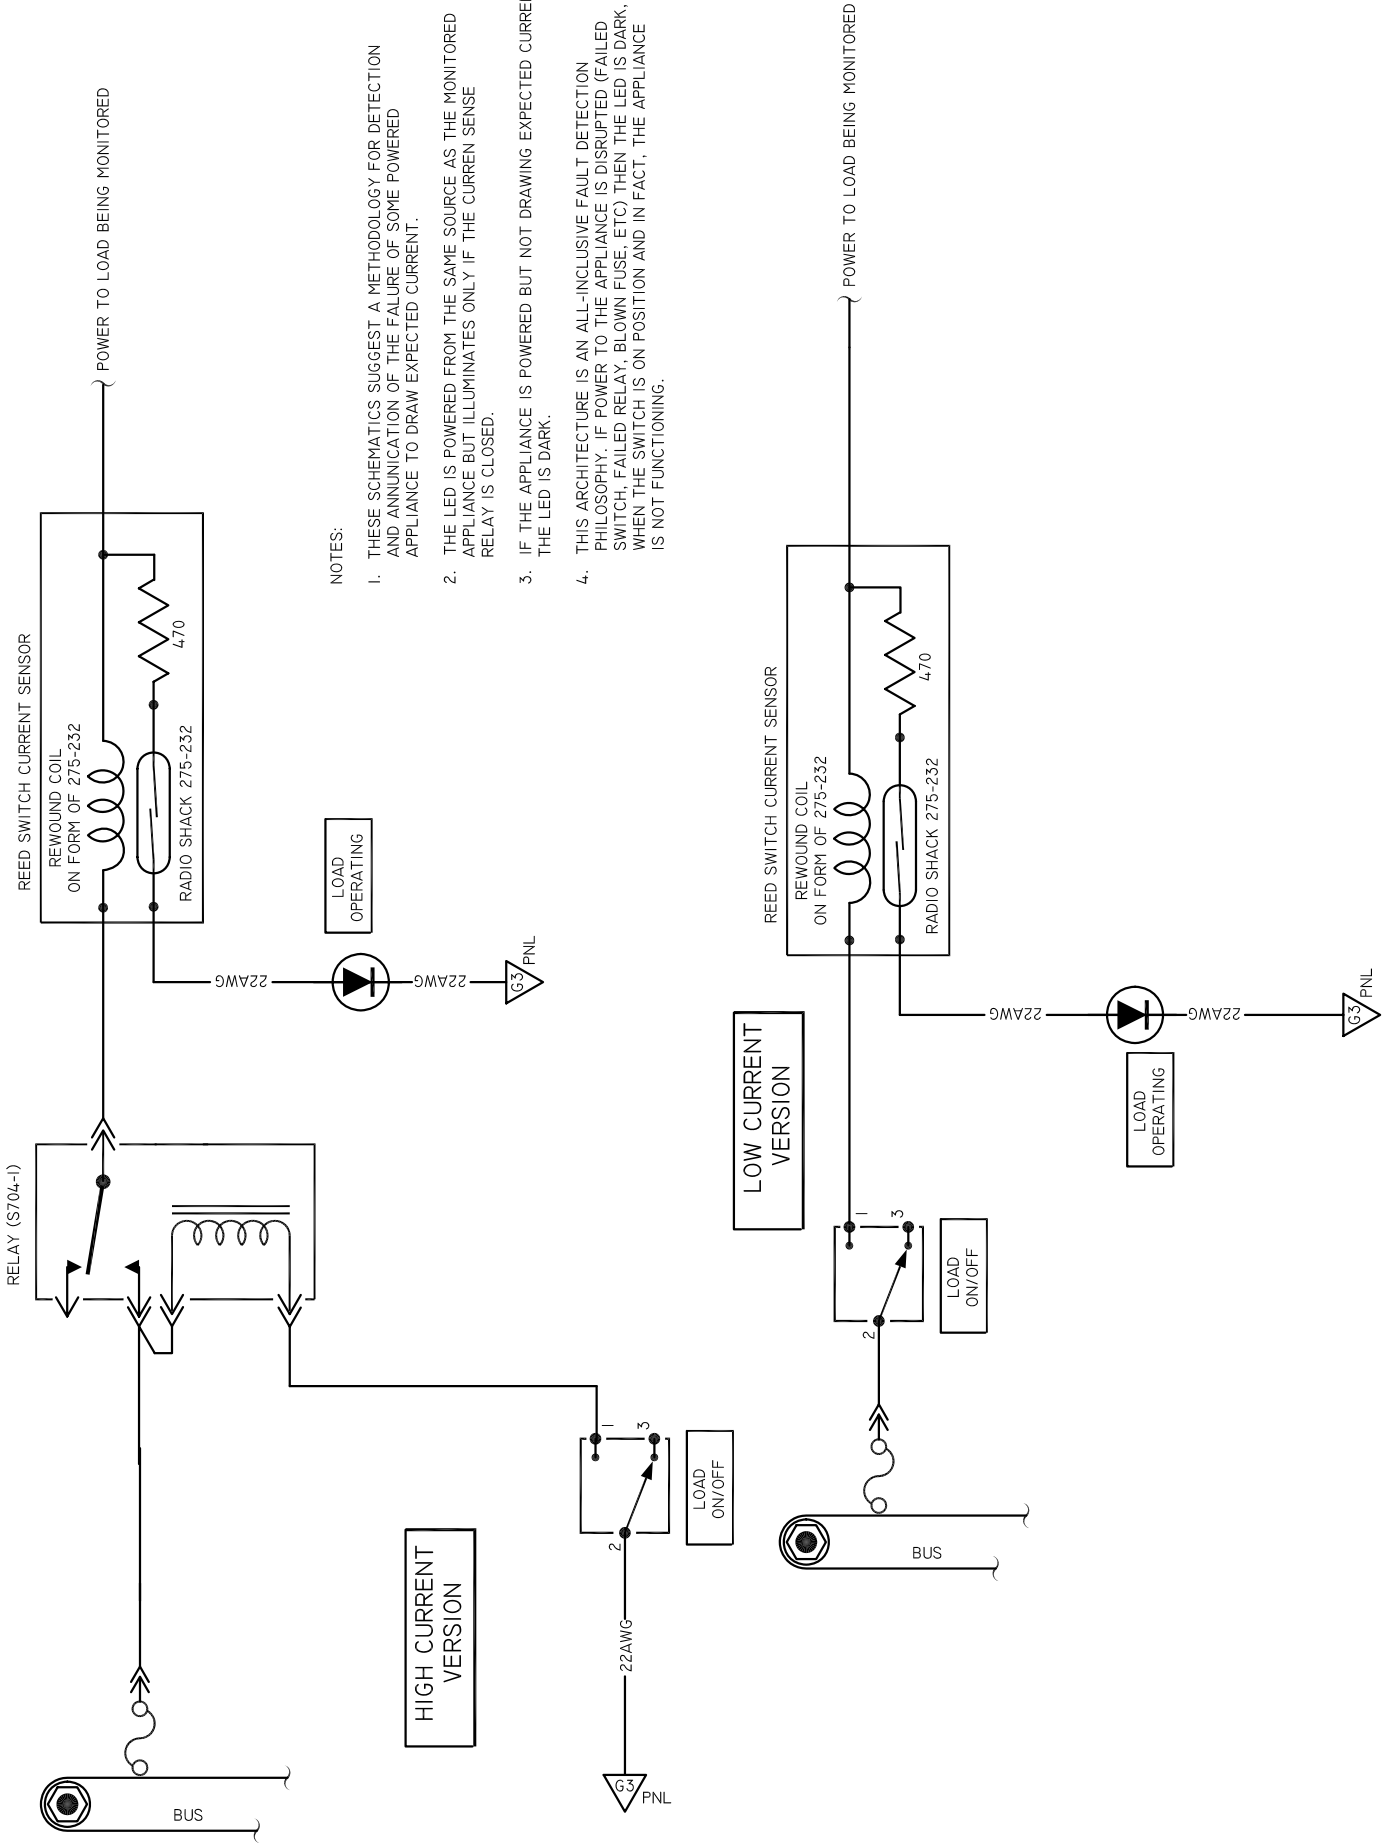 RELAY (S704-1)
REED SWITCH CURRENT SENSOR
REWOUND COIL
ON FORM OF 275-232
RADIO SHACK 275-232
470
POWER TO LOAD BEING MONITORED
22AWG
LOAD
OPERATING
22AWG
G3
PNL
BUS
HIGH CURRENT
VERSION
G3
PNL
22AWG
2
1
3
LOAD
ON/OFF
NOTES:
1. THESE SCHEMATICS SUGGEST A METHODOLOGY FOR DETECTION
AND ANNUNICATION OF THE FALURE OF SOME POWERED
APPLIANCE TO DRAW EXPECTED CURRENT.
2. THE LED IS POWERED FROM THE SAME SOURCE AS THE MONITORED
APPLIANCE BUT ILLUMINATES ONLY IF THE CURREN SENSE
RELAY IS CLOSED.
3. IF THE APPLIANCE IS POWERED BUT NOT DRAWING EXPECTED
THE LED IS DARK.
4. THIS ARCHITECTURE IS AN ALL-INCLUSIVE FAULT DETECTION
PHILOSOPHY. IF POWER TO THE APPLIANCE IS DISRUPTED (FAILED
SWITCH, FAILED RELAY, BLOWN FUSE, ETC) THEN THE LED IS DARK,
WHEN THE SWITCH IS ON POSITION AND IN FACT, THE APPLIANCE
IS NOT FUNCTIONING.
LOW CURRENT
VERSION
REED SWITCH CURRENT SENSOR
REWOUND COIL
ON FORM OF 275-232
RADIO SHACK 275-232
470
POWER TO LOAD BEING MONITORED
BUS
2
1
3
LOAD
ON/OFF
22AWG
LOAD
OPERATING
22AWG
G3
PNL